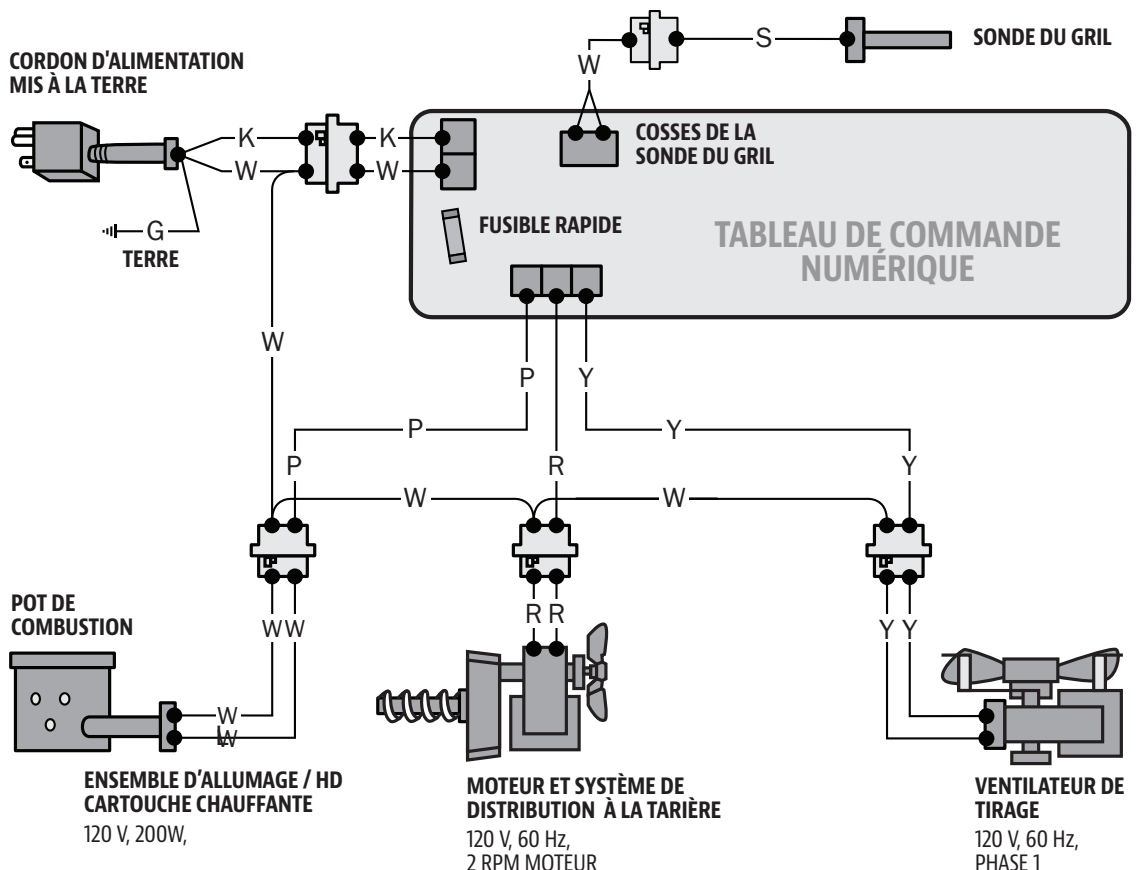 CORDON D'ALIMENTATION
MIS À LA TERRE
SONDE DU GRIL
S
W
COSSES DE LA
SONDE DU GRIL
K
K
W
W
G
TERRE
FUSIBLE RAPIDE
TABLEAU DE COMMANDE
NUMÉRIQUE
W
P
Y
P
Y
P
R
Y
W
W
POT DE
COMBUSTION
W W
R R
Y Y
W
W
ENSEMBLE D'ALLUMAGE / HD
CARTOUCHE CHAUFFANTE
120 V, 200W,
MOTEUR ET SYSTÈME DE
DISTRIBUTION À LA TARIÈRE
120 V, 60 Hz,
2 RPM MOTEUR
VENTILATEUR DE
TIRAGE
120 V, 60 Hz,
PHASE 1